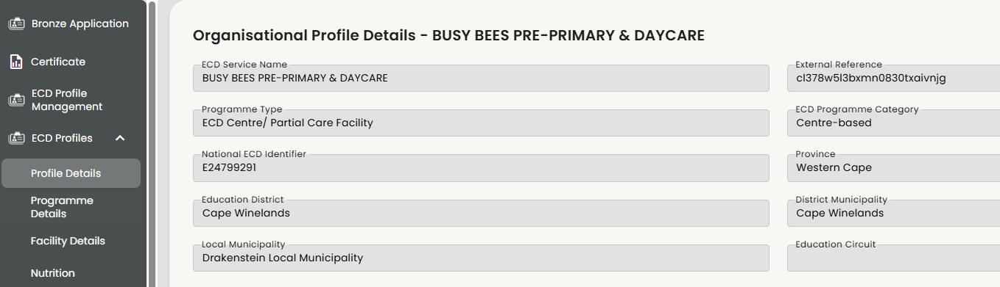 Bronze Application
Certificate
ECD Profile
Management
ECD Profiles
Profile Details
Programme
Details
Facility Details
Nutrition
Organisational Profile Details - BUSY BEES PRE-PRIMARY & DAYCARE
ECD Service Name
BUSY BEES PRE-PRIMARY & DAYCARE
External Reference
cl378w5l3bxmn0830txaivnjg
Programme Type
ECD Centre/ Partial Care Facility
ECD Programme Category
Centre-based
National ECD Identifier
E24799291
Province
Western Cape
Education District
Cape Winelands
District Municipality
Cape Winelands
Local Municipality
Drakenstein Local Municipality
Education Circuit